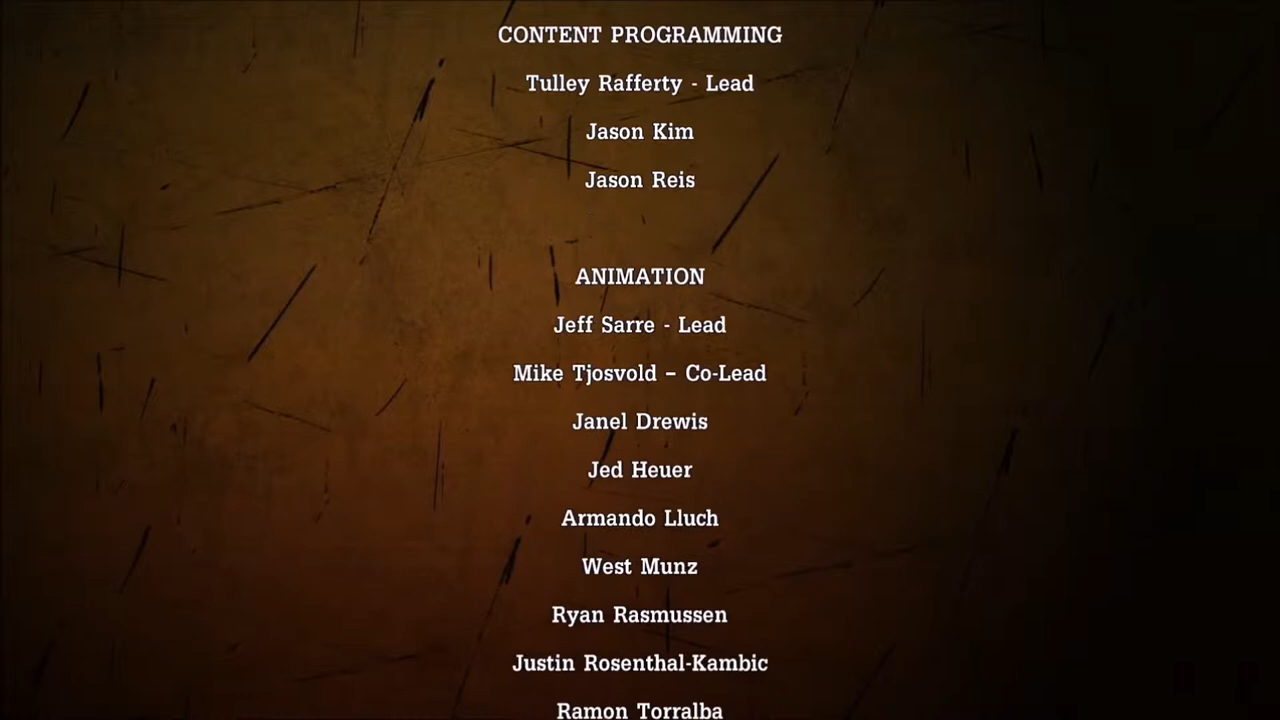 CONTENT PROGRAMMING
Tulley Rafferty - Lead
Jason Kim
Jason Reis
ANIMATION
Jeff Sarre - Lead
Mike Tjosvold – Co-Lead
Janel Drewis
Jed Heuer
Armando Lluch
West Munz
Ryan Rasmussen
Justin Rosenthal-Kambic
Ramon Torralba